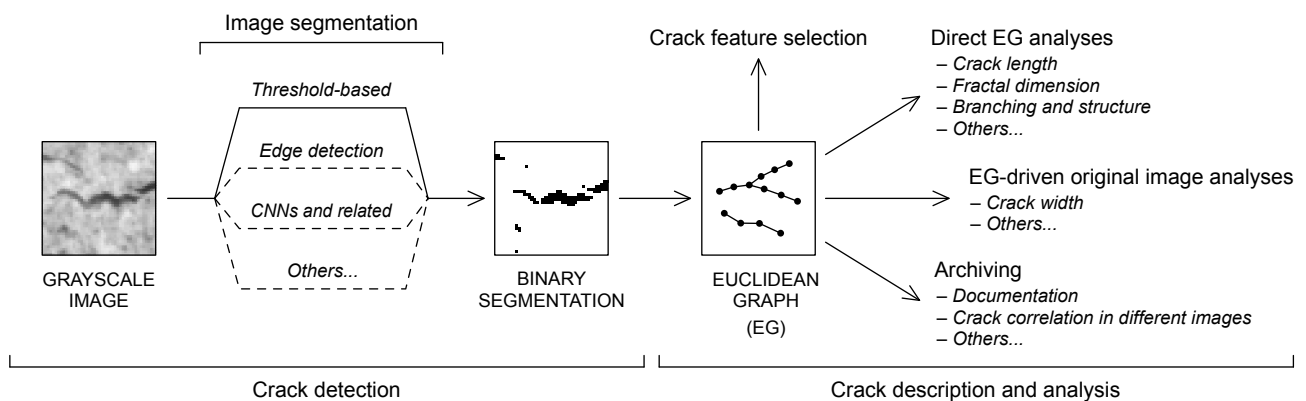 Image segmentation
Threshold-based
Edge detection
CNNs and related
Others...
GRAYSCALE
IMAGE
BINARY
SEGMENTATION
Crack detection
Crack feature selection
EUCLIDEAN
GRAPH
(EG)
Direct EG analyses
– Crack length
– Fractal dimension
– Branching and structure
– Others...
EG-driven original image analyses
– Crack width
– Others...
Archiving
– Documentation
– Crack correlation in different images
– Others...
Crack description and analysis